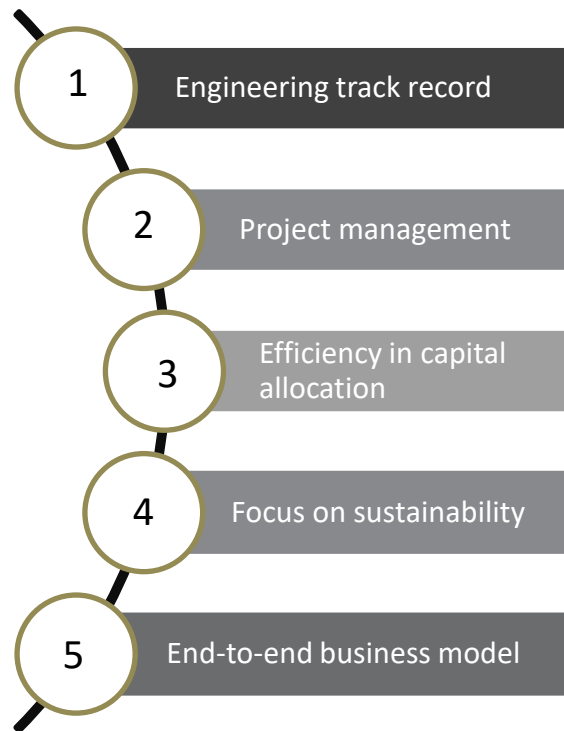 1
Engineering track record
2
Project management
3
Efficiency in capital
allocation
4
Focus on sustainability
5
End-to-end business model